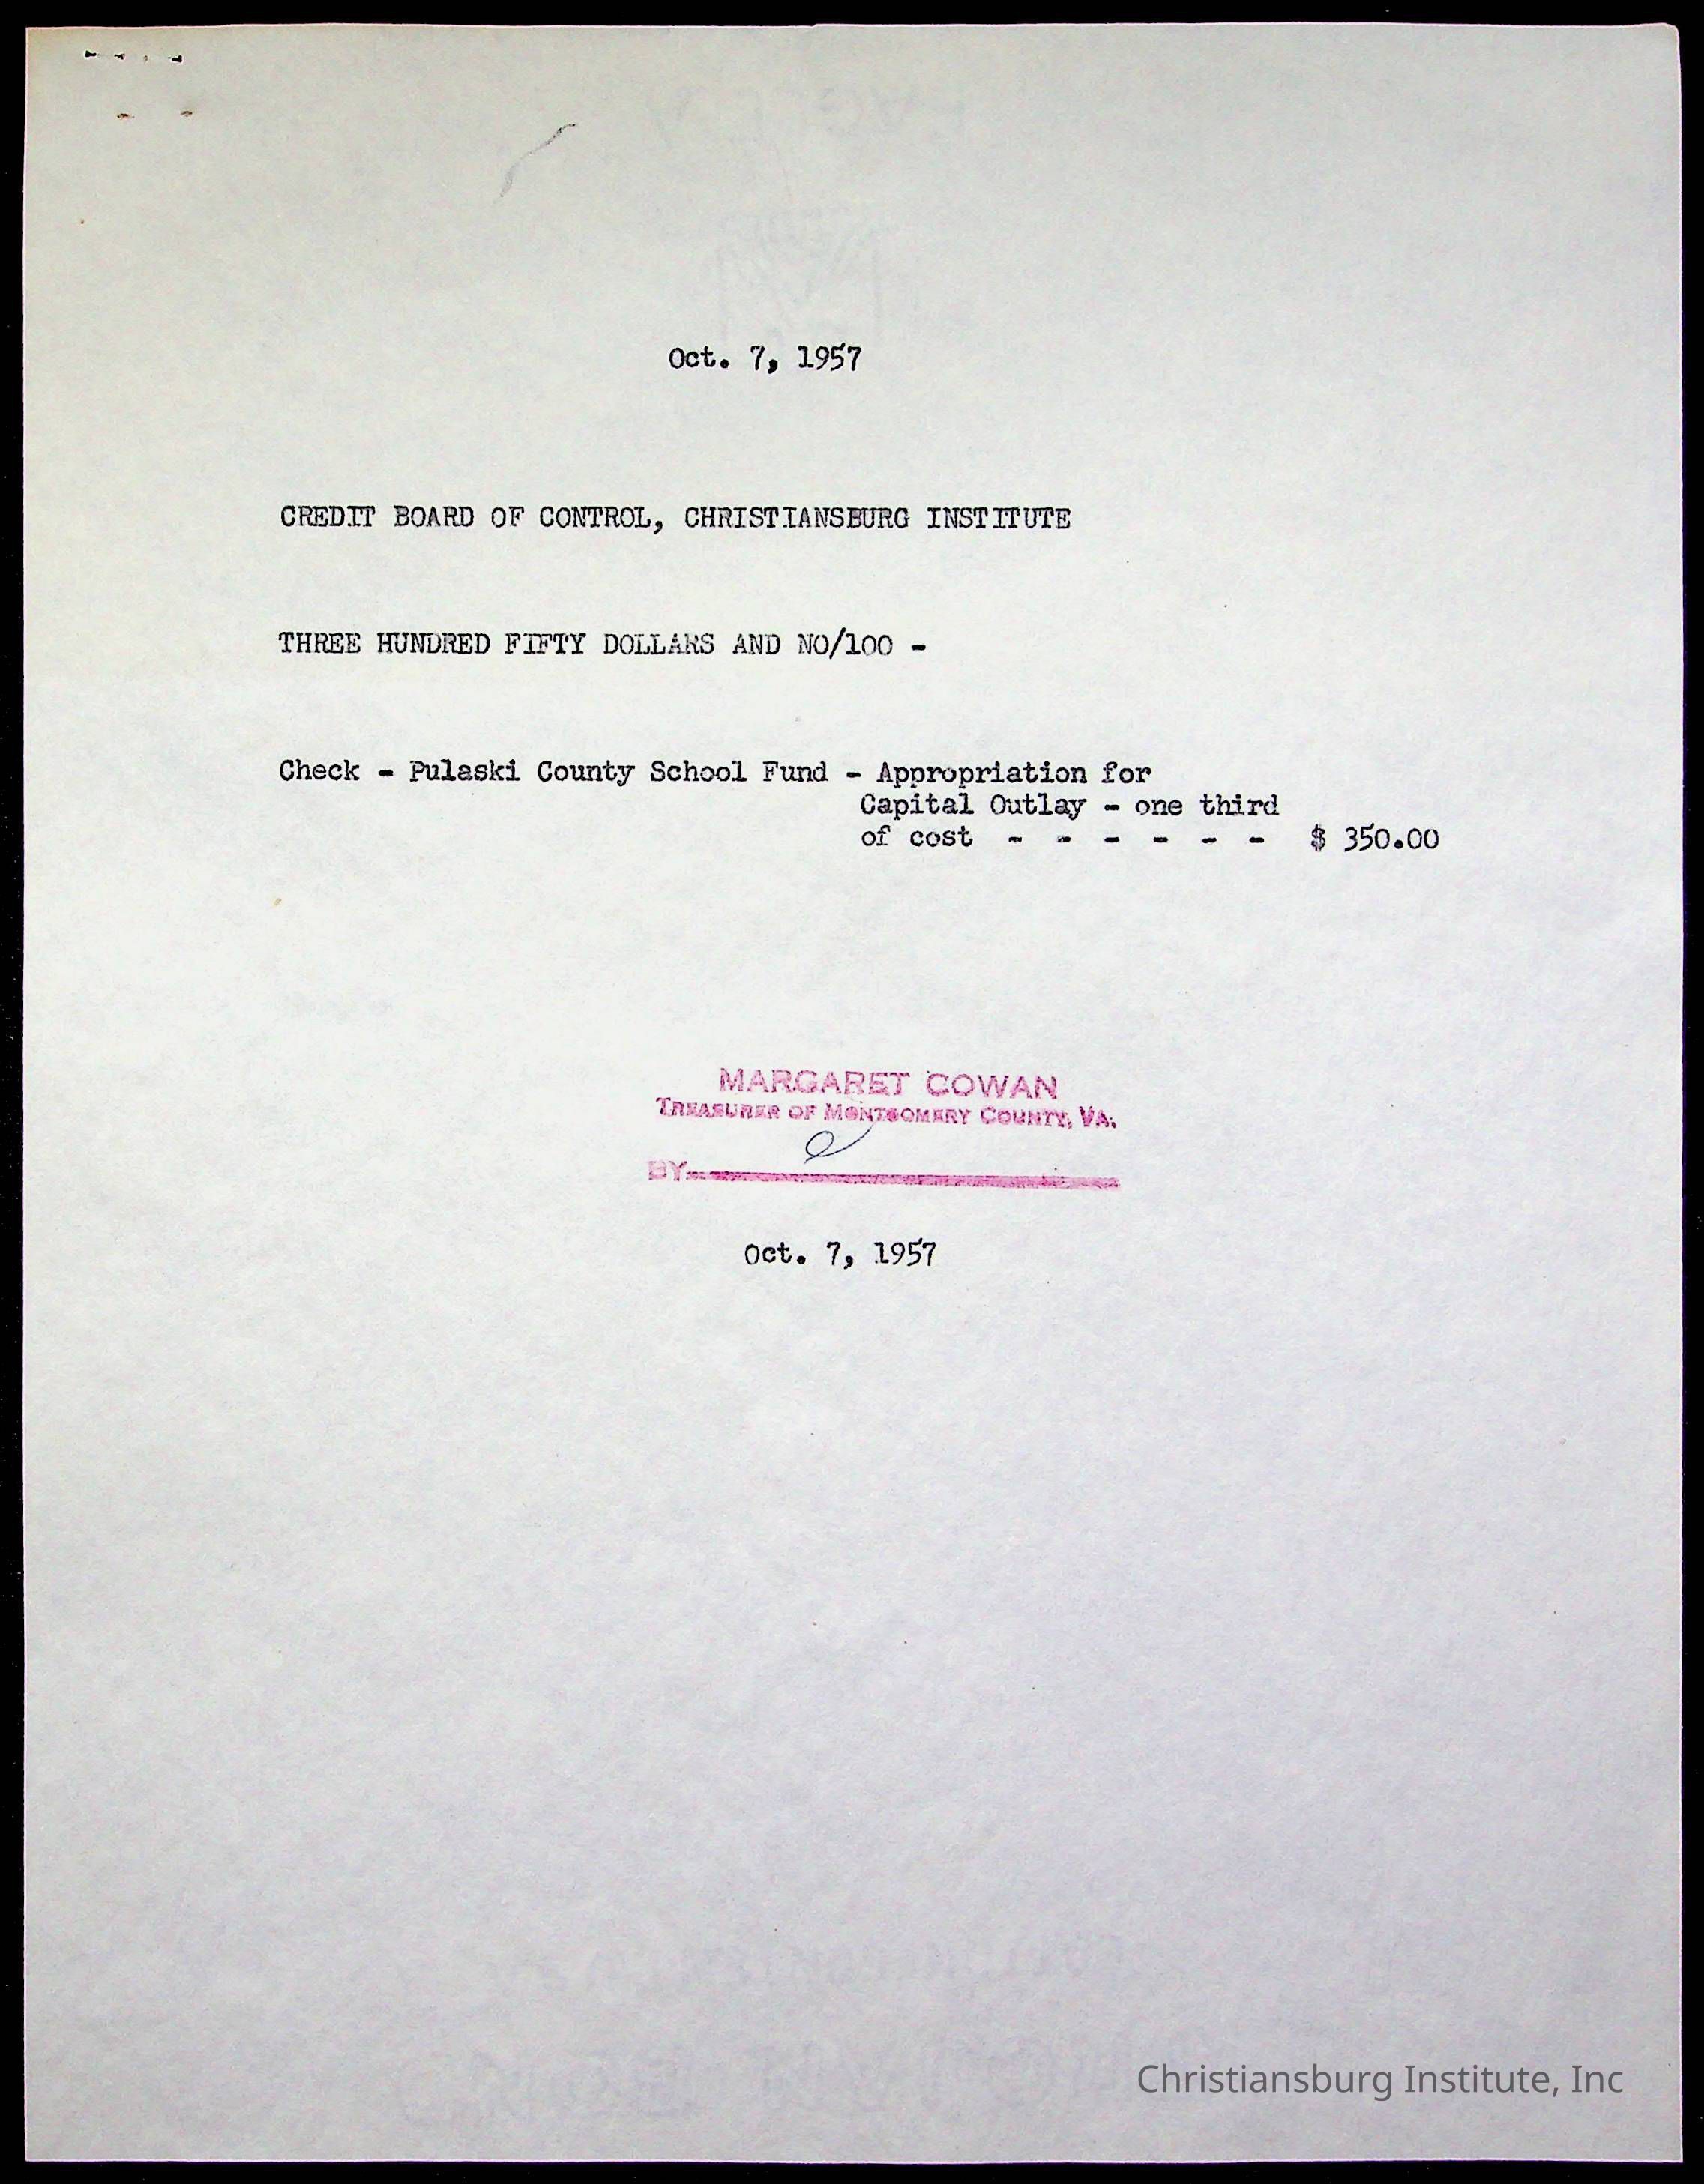 Oct. 7, 1957
CREDIT BOARD OF CONTROL, CHRISTIANSBURG INSTITUTE
THREE HUNDRED FIFTY DOLLARS AND NO/100 -
Check - Pulaski County School Fund - Appropriation for
Capital Outlay - one third
of cost - - - - - - $ 350.00
MARGARET COWAN
TREASURER OF MONTGOMERY COUNTY, VA.
BY
Oct. 7, 1957
Christiansburg Institute, Inc